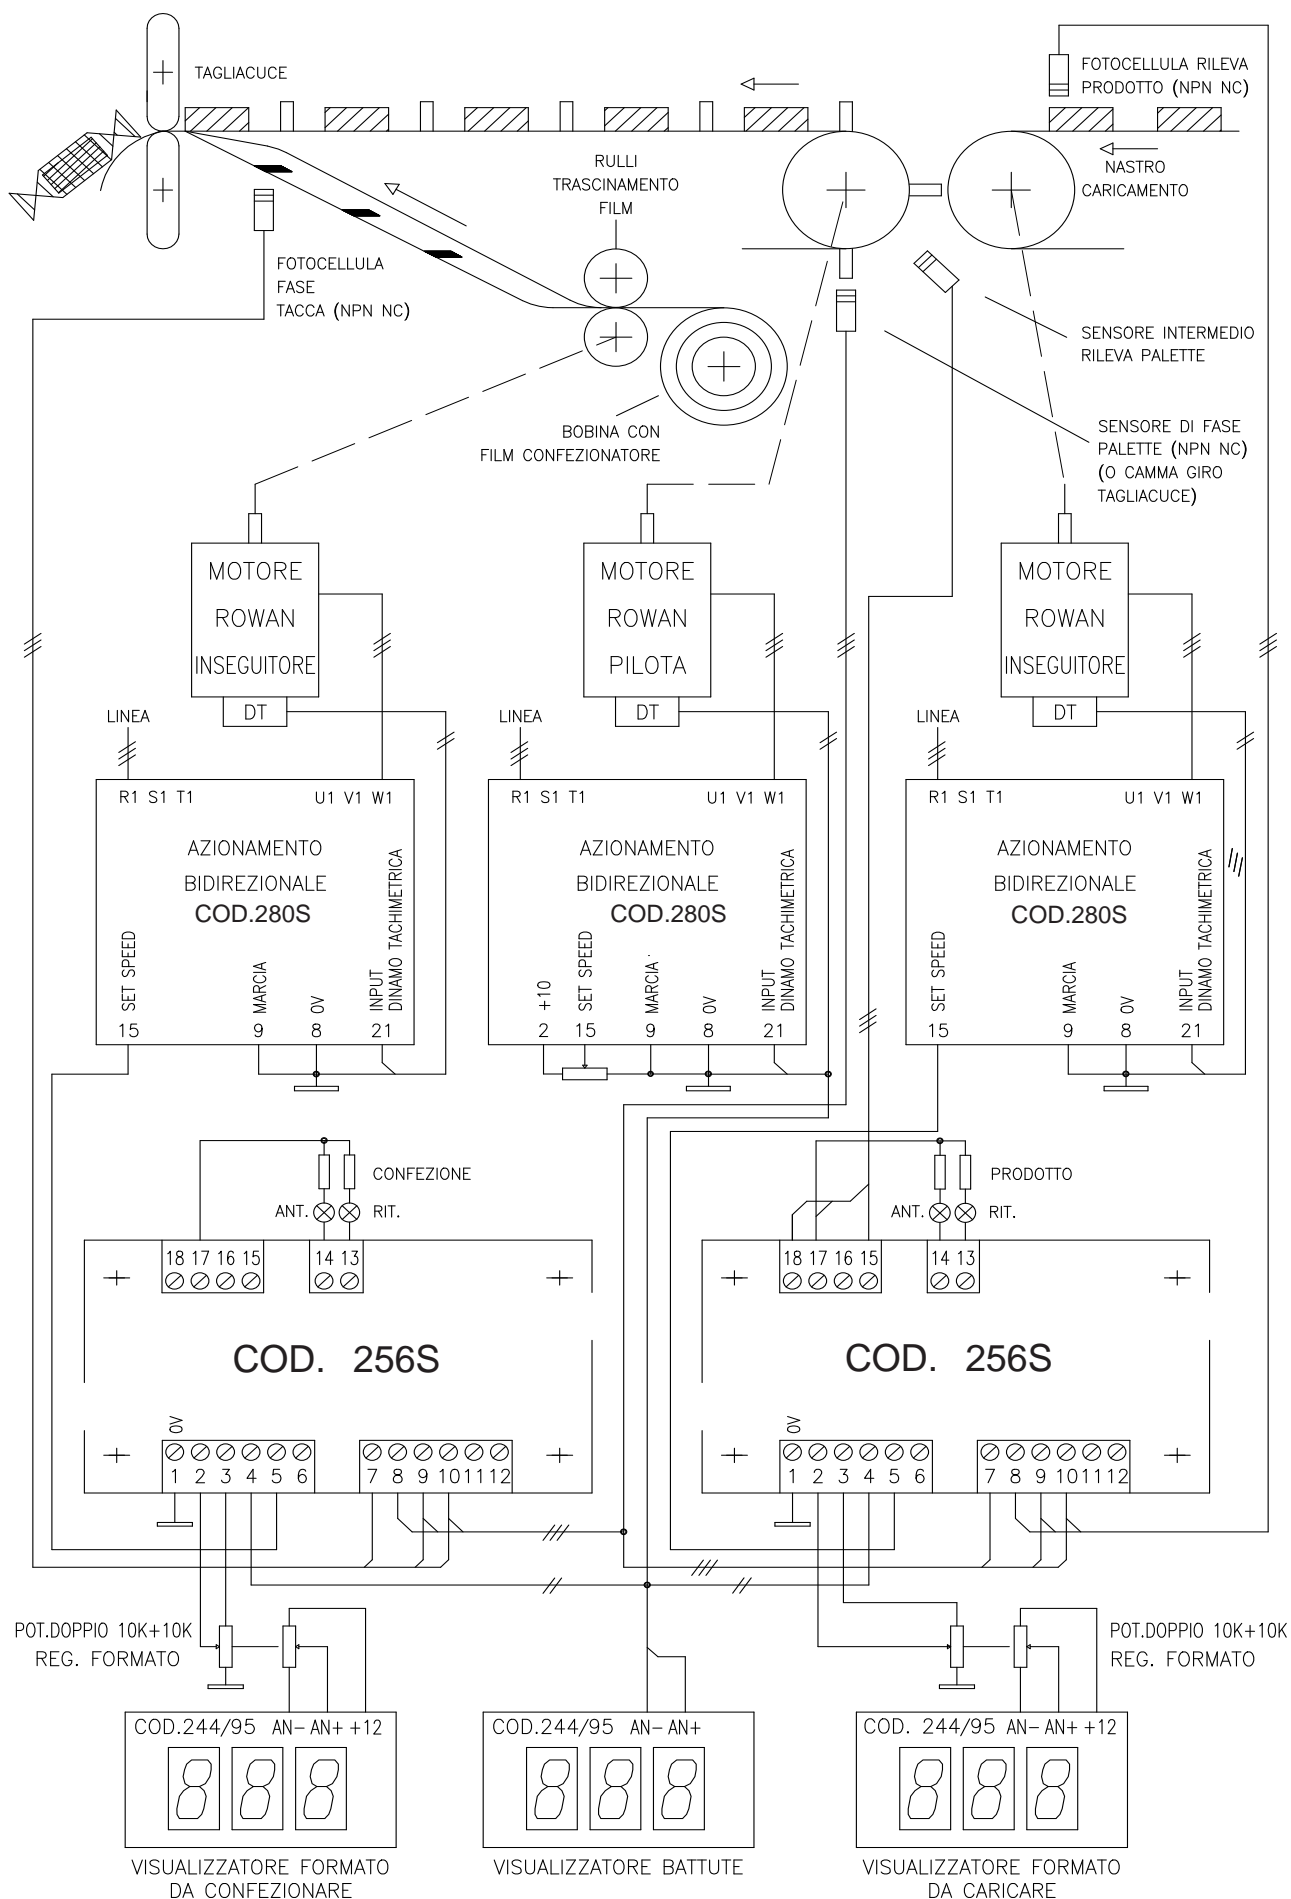 TAGLIACUCE
FOTOCELLULA RILEVA
PRODOTTO (NPN NC)
RULLI
TRASCINAMENTO
FILM
NASTRO
CARICAMENTO
FOTOCELLULA
FASE
TACCA (NPN NC)
SENSORE INTERMEDIO
RILEVA PALETTE
BOBINA CON
FILM CONFEZIONATORE
SENSORE DI FASE
PALETTE (NPN NC)
(O CAMMA GIRO
TAGLIACUCE)
MOTORE
ROWAN
INSEGUITORE
DT
MOTORE
ROWAN
PILOTA
DT
MOTORE
ROWAN
INSEGUITORE
DT
LINEA
R1 S1 T1 U1 V1 W1
AZIONAMENTO
BIDIREZIONALE
COD.280S
SET SPEED
MARCIA
0V
INPUT
DINAMO TACHIMETRICA
15 9 8 21
LINEA
R1 S1 T1 U1 V1 W1
AZIONAMENTO
BIDIREZIONALE
COD.280S
+10
SET SPEED
MARCIA
0V
INPUT
DINAMO TACHIMETRICA
2 15 9 8 21
LINEA
R1 S1 T1 U1 V1 W1
AZIONAMENTO
BIDIREZIONALE
COD.280S
SET SPEED
MARCIA
0V
INPUT
DINAMO TACHIMETRICA
15 9 8 21
CONFEZIONE
ANT. RIT.
18 17 16 15 14 13
COD. 256S
0V
1 2 3 4 5 6 7 8 9 10 11 12
PRODOTTO
ANT. RIT.
18 17 16 15 14 13
COD. 256S
0V
1 2 3 4 5 6 7 8 9 10 11 12
POT.DOPPIO 10K+10K
REG. FORMATO
POT.DOPPIO 10K+10K
REG. FORMATO
COD.244/95 AN- AN+ +12
8 8 8
VISUALIZZATORE FORMATO
DA CONFEZIONARE
COD.244/95 AN- AN+
8 8 8
VISUALIZZATORE BATTUTE
COD. 244/95 AN- AN+ +12
8 8 8
VISUALIZZATORE FORMATO
DA CARICARE